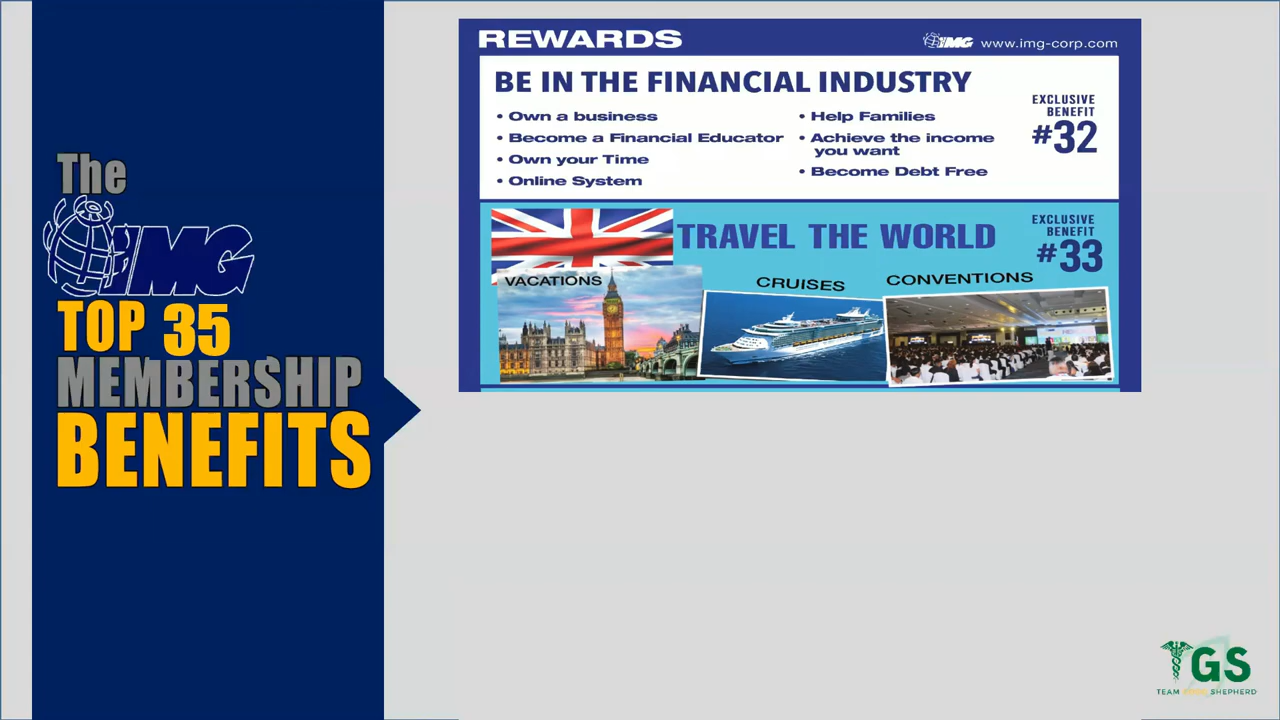 The
IMG
TOP 35
MEMBERSHIP
BENEFITS
REWARDS
IMG www.img-corp.com
BE IN THE FINANCIAL INDUSTRY
• Own a business
• Become a Financial Educator
• Own your Time
• Online System
• Help Families
• Achieve the income
you want
• Become Debt Free
EXCLUSIVE
BENEFIT
#32
TRAVEL THE WORLD
EXCLUSIVE
BENEFIT
#33
VACATIONS
CRUISES
CONVENTIONS
GS
TEAM SHEPHERD